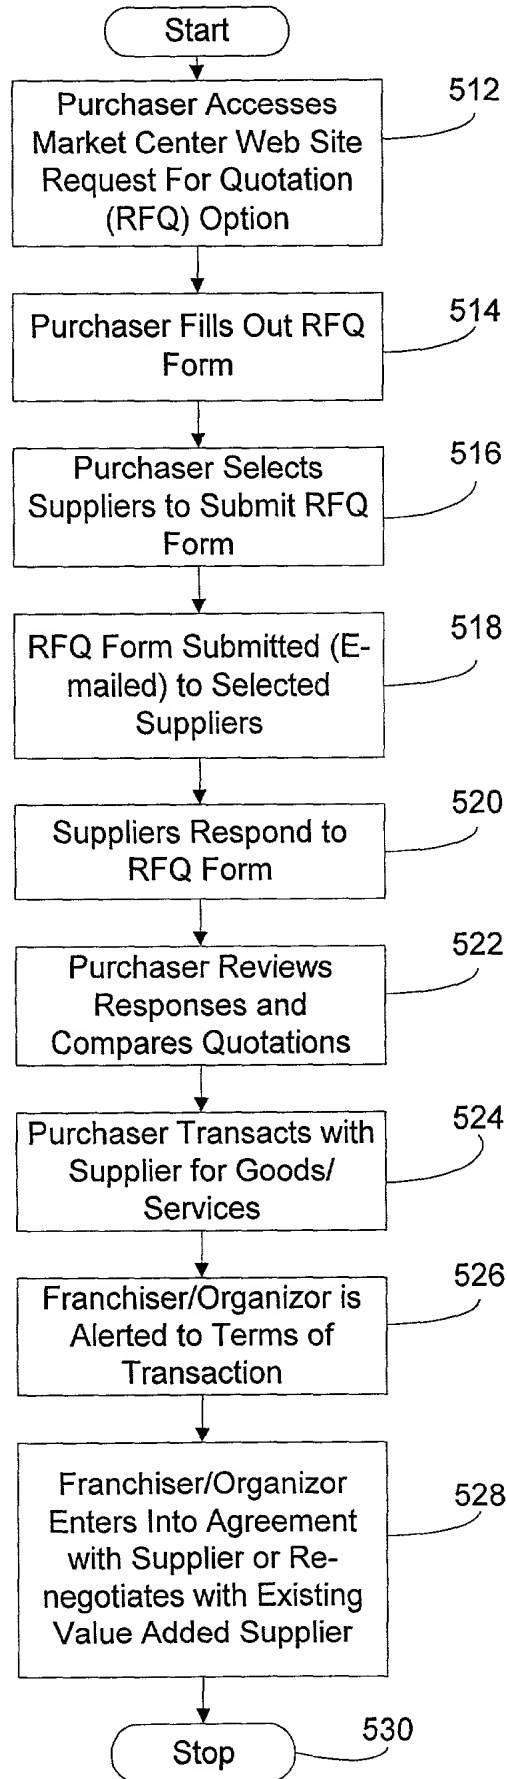 Start
Purchaser Accesses
Market Center Web Site
Request For Quotation
(RFQ) Option
512
Purchaser Fills Out RFQ
Form
514
Purchaser Selects
Suppliers to Submit RFQ
Form
516
RFQ Form Submitted (E-
mailed) to Selected
Suppliers
518
Suppliers Respond to
RFQ Form
520
Purchaser Reviews
Responses and
Compares Quotations
522
Purchaser Transacts with
Supplier for Goods/
Services
524
Franchiser/Organizor is
Alerted to Terms of
Transaction
526
Franchiser/Organizor
Enters Into Agreement
with Supplier or Re-
negotiates with Existing
Value Added Supplier
528
Stop
530